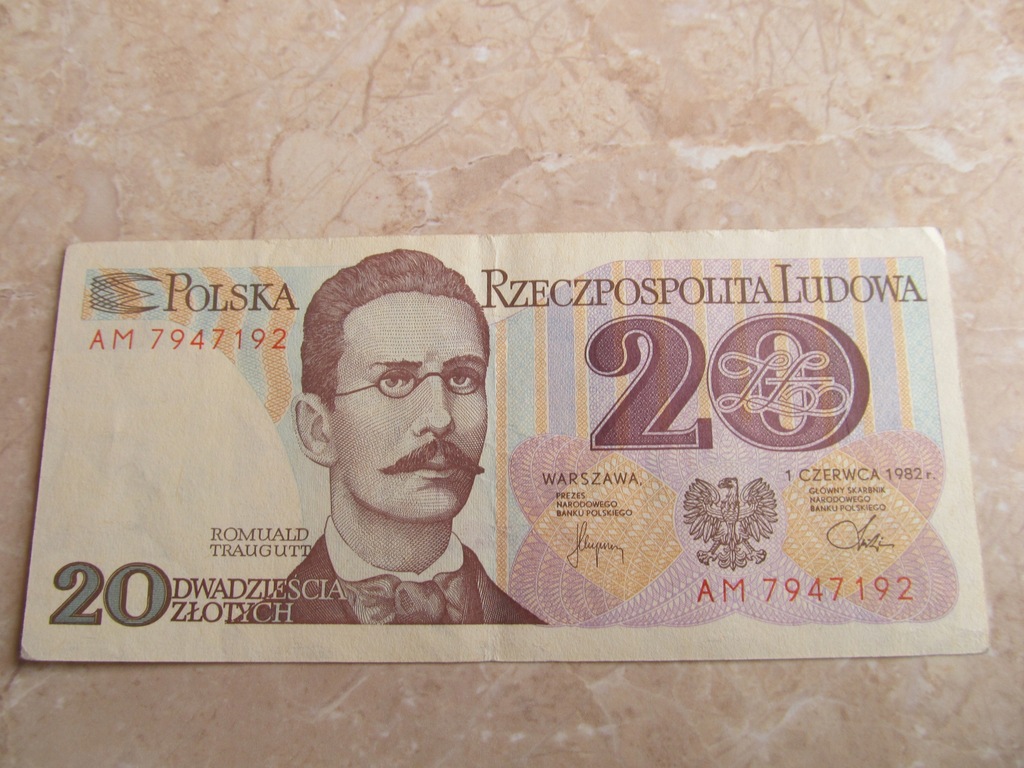 POLSKA RZECZPOSPOLITA LUDOWA
AM 7947192
20
WARSZAWA, 1 CZERWCA 1982 r.
PREZES
NARODOWEGO
BANKU POLSKIEGO
GŁÓWNY SKARBNIK
NARODOWEGO
BANKU POLSKIEGO
ROMUALD
TRAUGUTT
20 DWADZIEŚCIA
ZŁOTYCH
AM 7947192